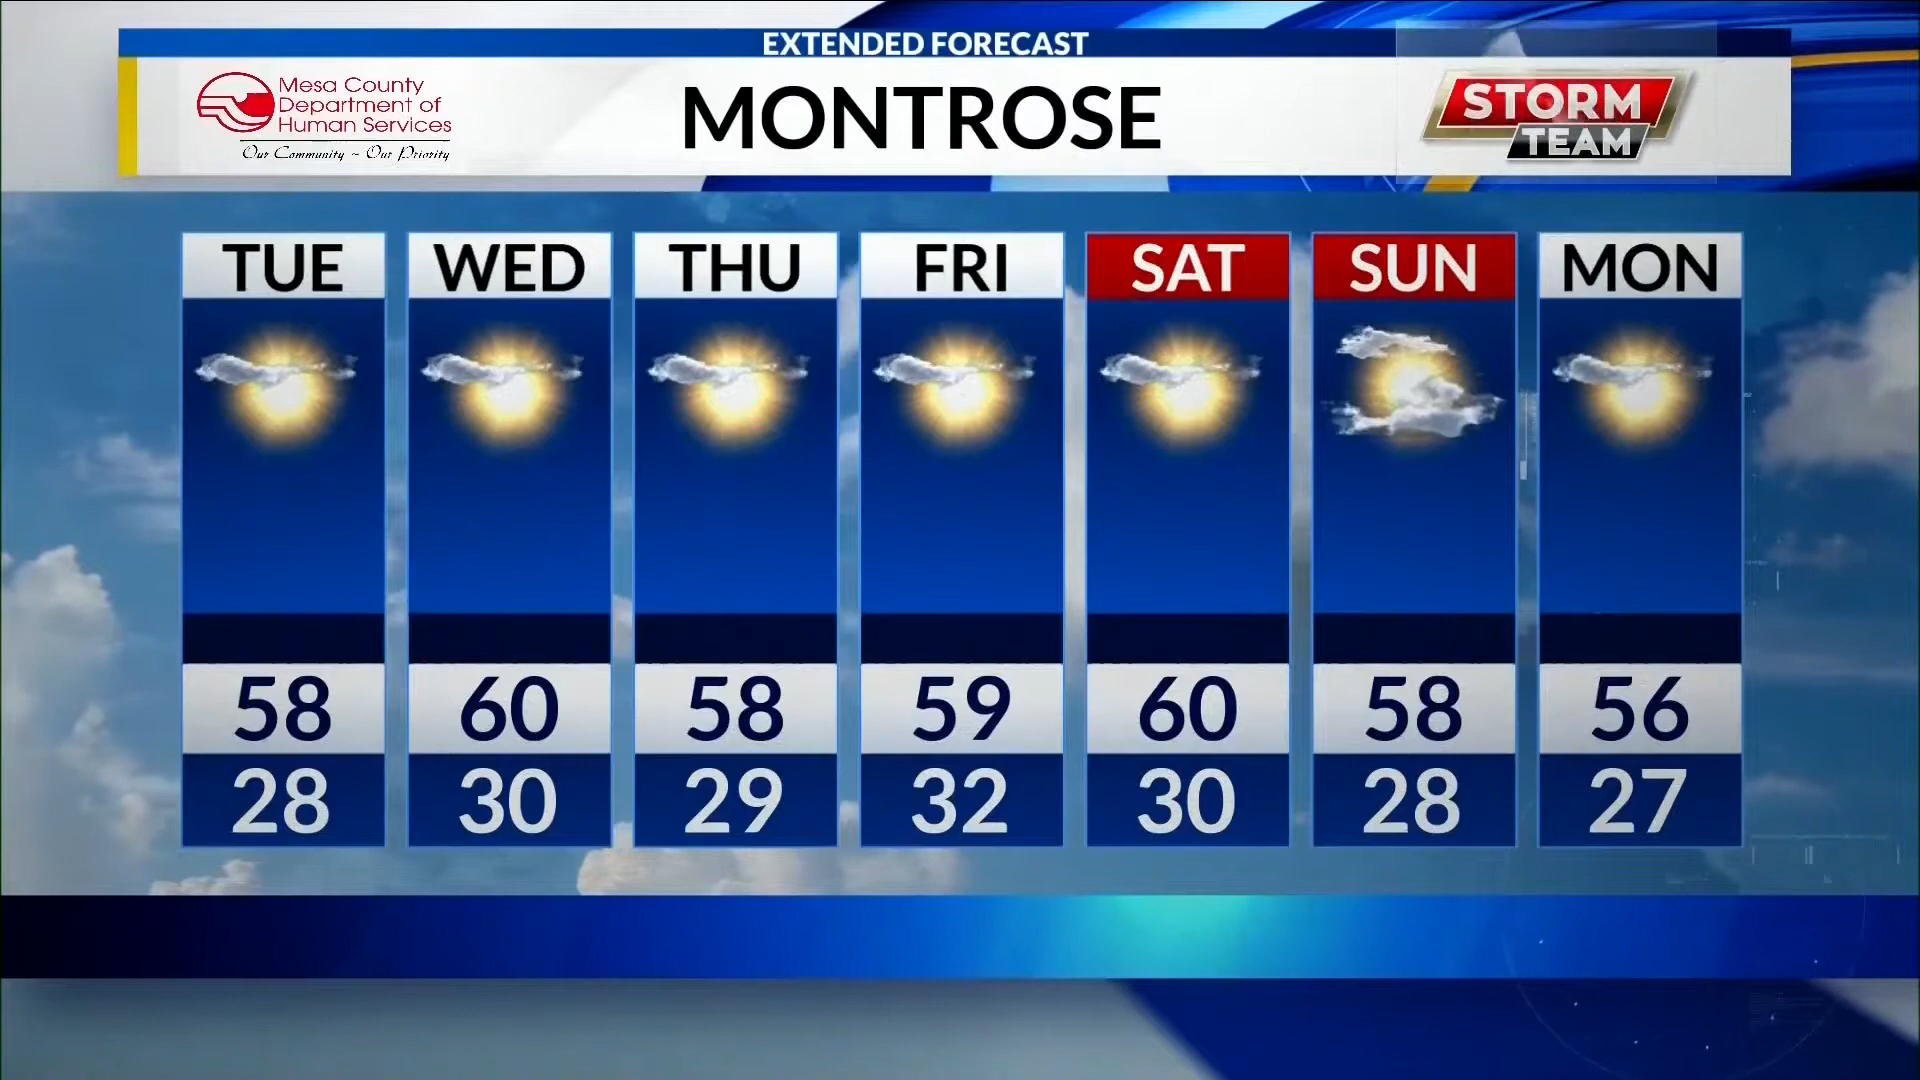 EXTENDED FORECAST
Mesa County
Department of
Human Services
Our Community ~ Our Priority
MONTROSE
STORM
TEAM
TUE WED THU FRI SAT SUN MON
58 60 58 59 60 58 56
28 30 29 32 30 28 27